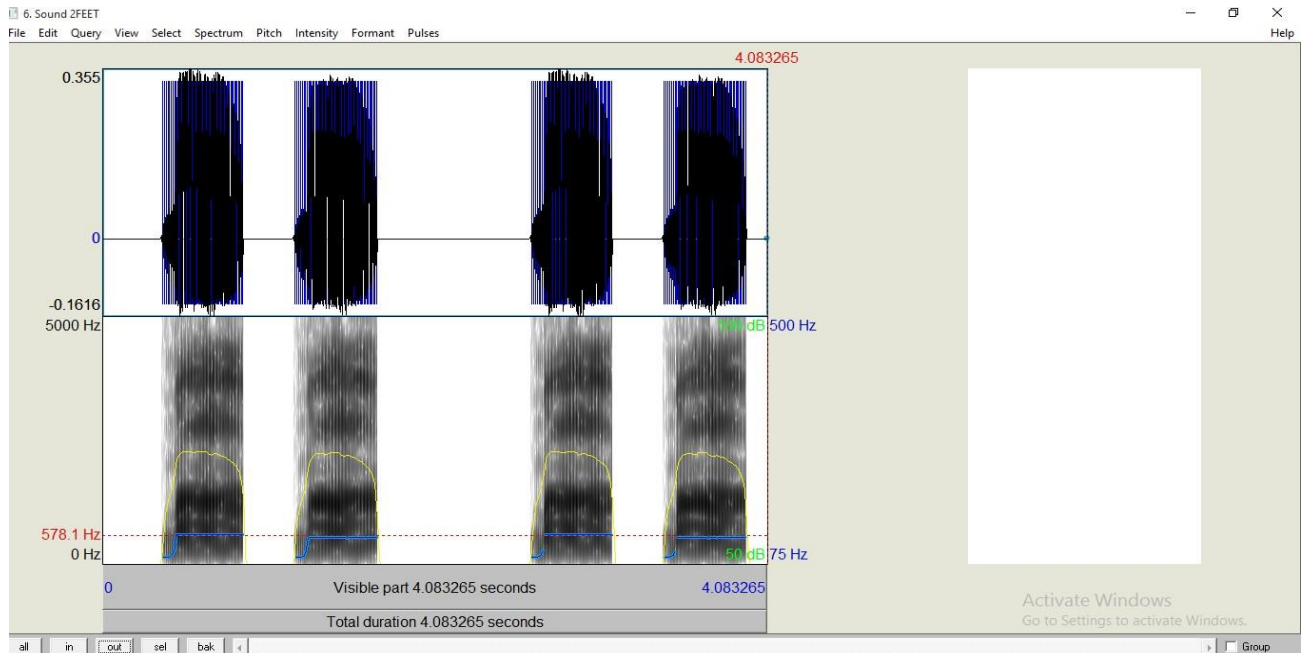 6. Sound 2FEET
File Edit Query View Select Spectrum Pitch Intensity Formant Pulses Help
4.083265
0.355
0
-0.1616
5000 Hz
dB 500 Hz
578.1 Hz
0 Hz
50 dB 75 Hz
0 Visible part 4.083265 seconds 4.083265
Total duration 4.083265 seconds
Activate Windows
Go to Settings to activate Windows.
all in out sel bak Group